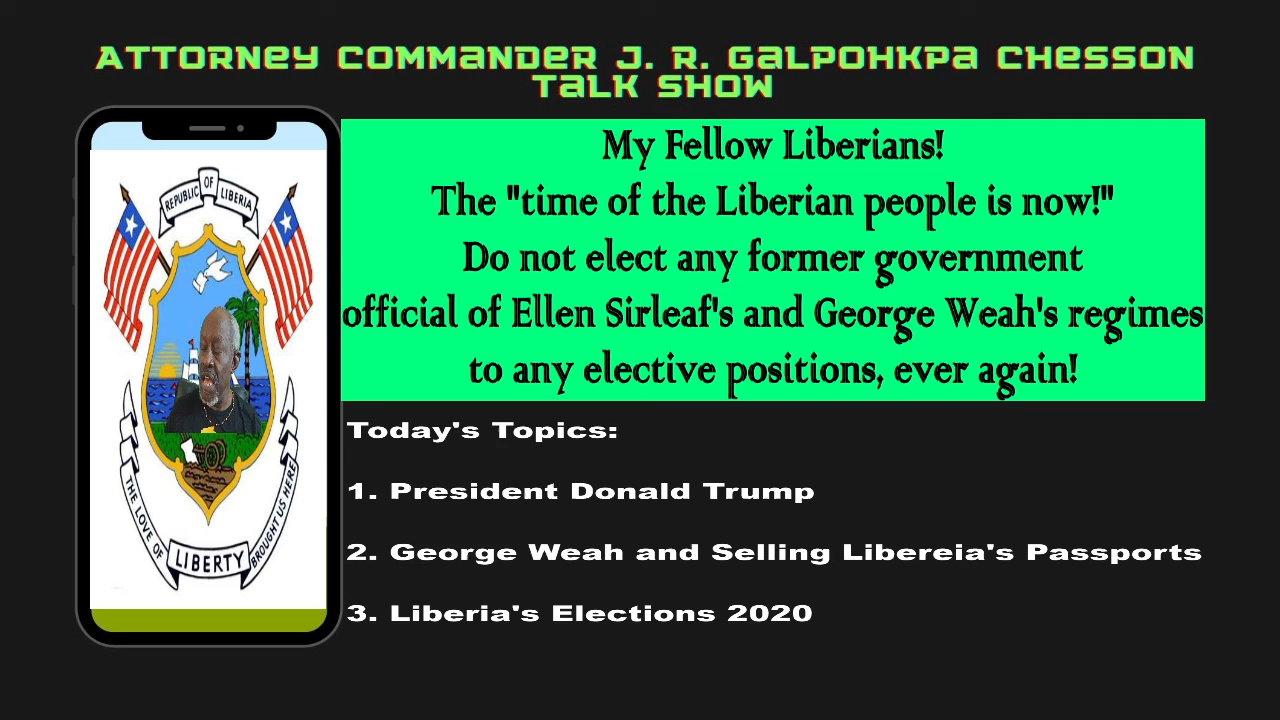 ATTORNEY COMMANDER J. R. GALPOHKPA CHESSON
TALK SHOW
REPUBLIC OF LIBERIA
THE LOVE OF LIBERTY BROUGHT US HERE
My Fellow Liberians!
The "time of the Liberian people is now!"
Do not elect any former government
official of Ellen Sirleaf's and George Weah's regimes
to any elective positions, ever again!
Today's Topics:
1. President Donald Trump
2. George Weah and Selling Libereia's Passports
3. Liberia's Elections 2020